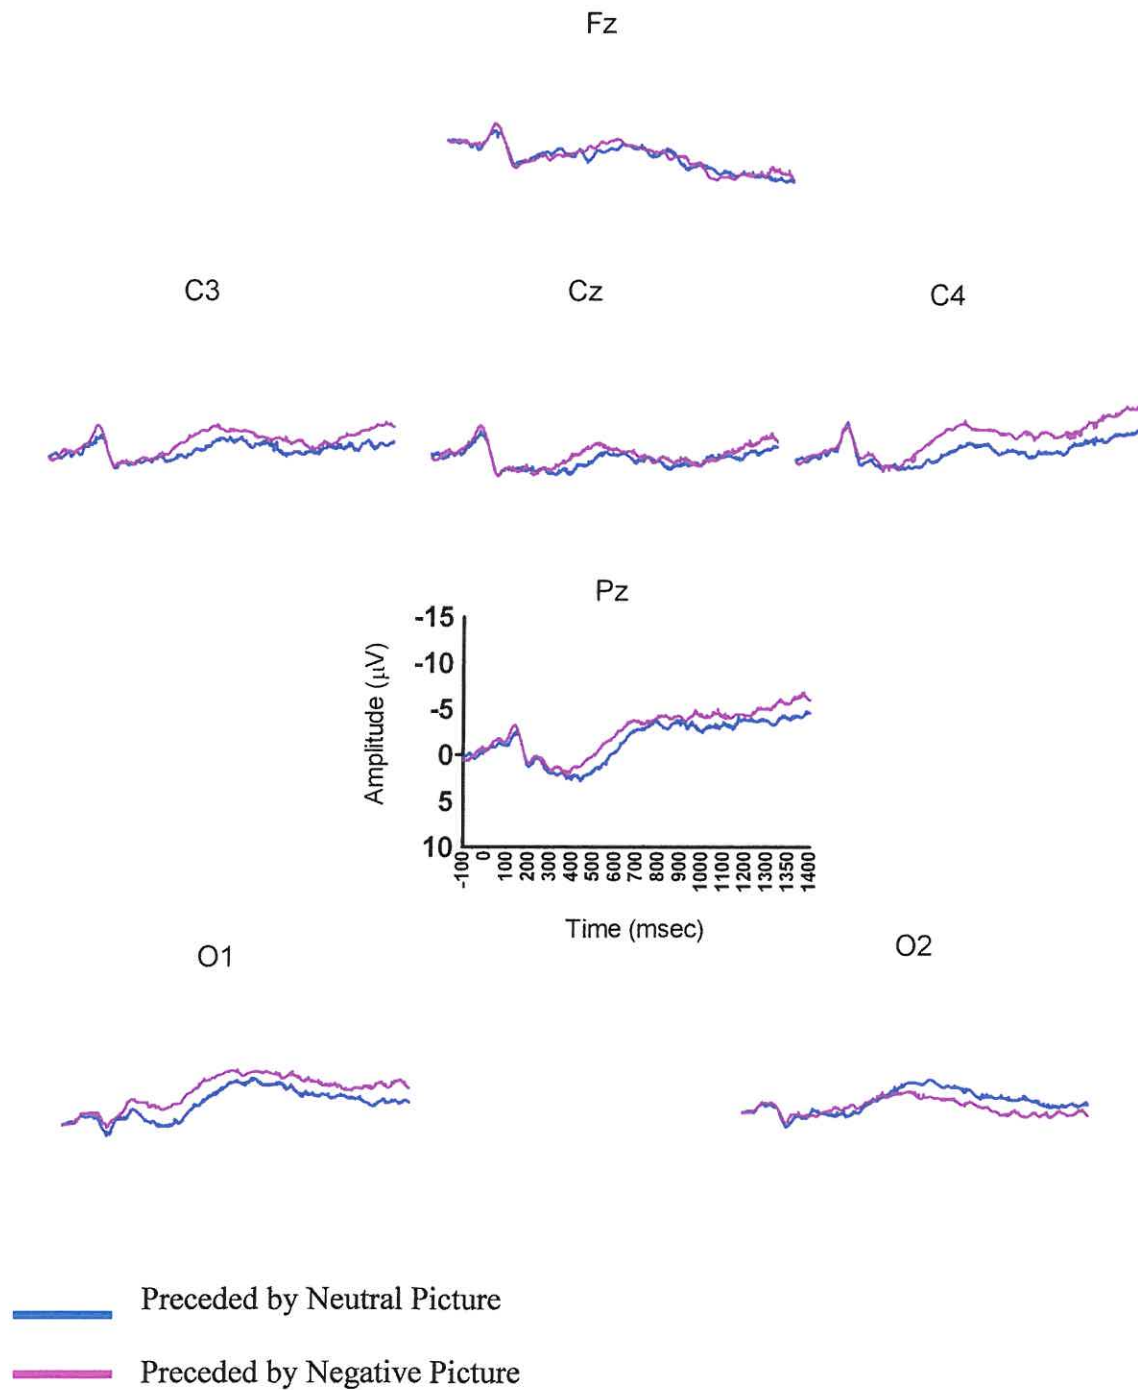 Fz
C3
Cz
C4
Pz
-15
-10
-5
0
5
10
Amplitude (µV)
-100
0
100
200
300
400
500
600
700
800
900
1000
1100
1200
1300
1350
1400
Time (msec)
O1
O2
Preceded by Neutral Picture
Preceded by Negative Picture